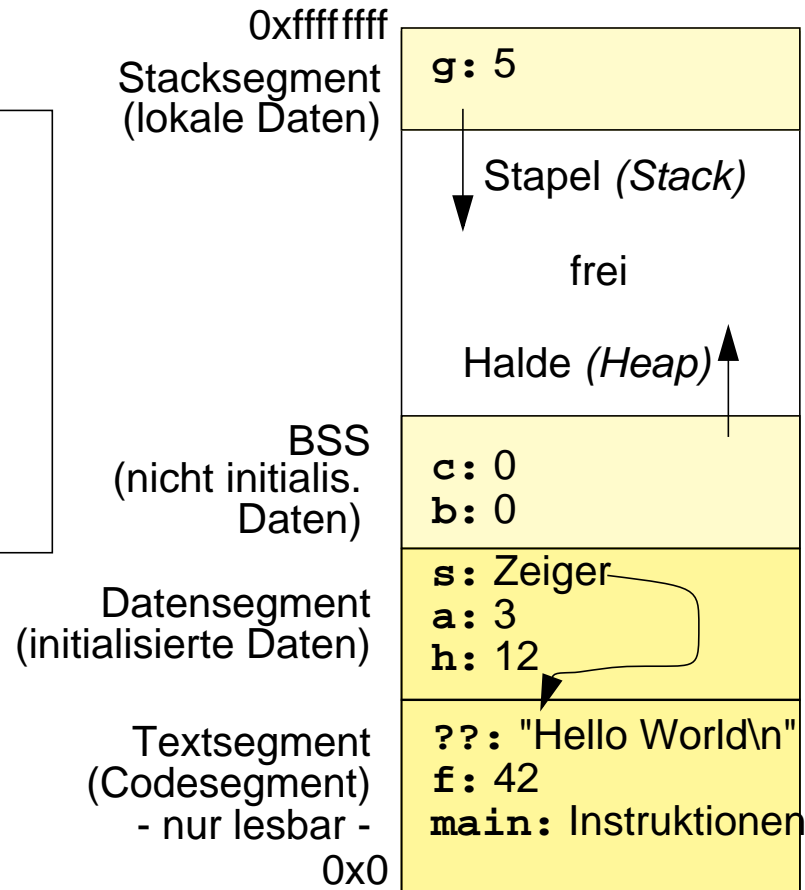 0xffffffff
Stacksegment
(lokale Daten)
g: 5
Stapel (Stack)
frei
Halde (Heap)
BSS
(nicht initialis.
Daten)
c: 0
b: 0
Datensegment
(initialisierte Daten)
s: Zeiger
a: 3
h: 12
Textsegment
(Codesegment)
- nur lesbar -
0x0
??: "Hello World\n"
f: 42
main: Instruktionen